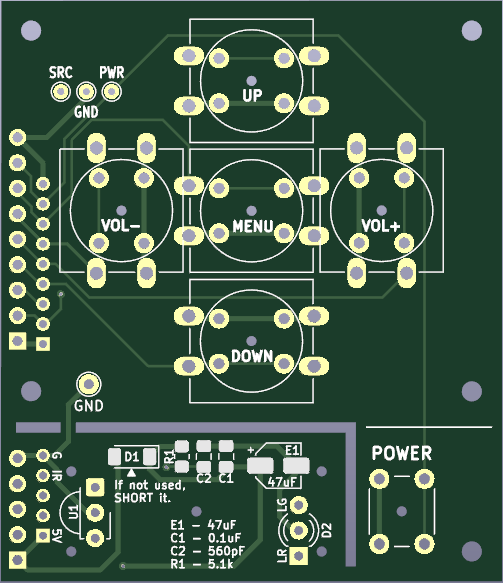 SRC PWR
GND
UP
VOL- MENU VOL+
DOWN
GND
POWER
G
IR
5V
D1
R1
C2 C1
+ E1
47uF
If not used,
SHORT it.
U1
LG
D2
LR
E1 - 47uF
C1 - 0.1uF
C2 - 560pF
R1 - 5.1k